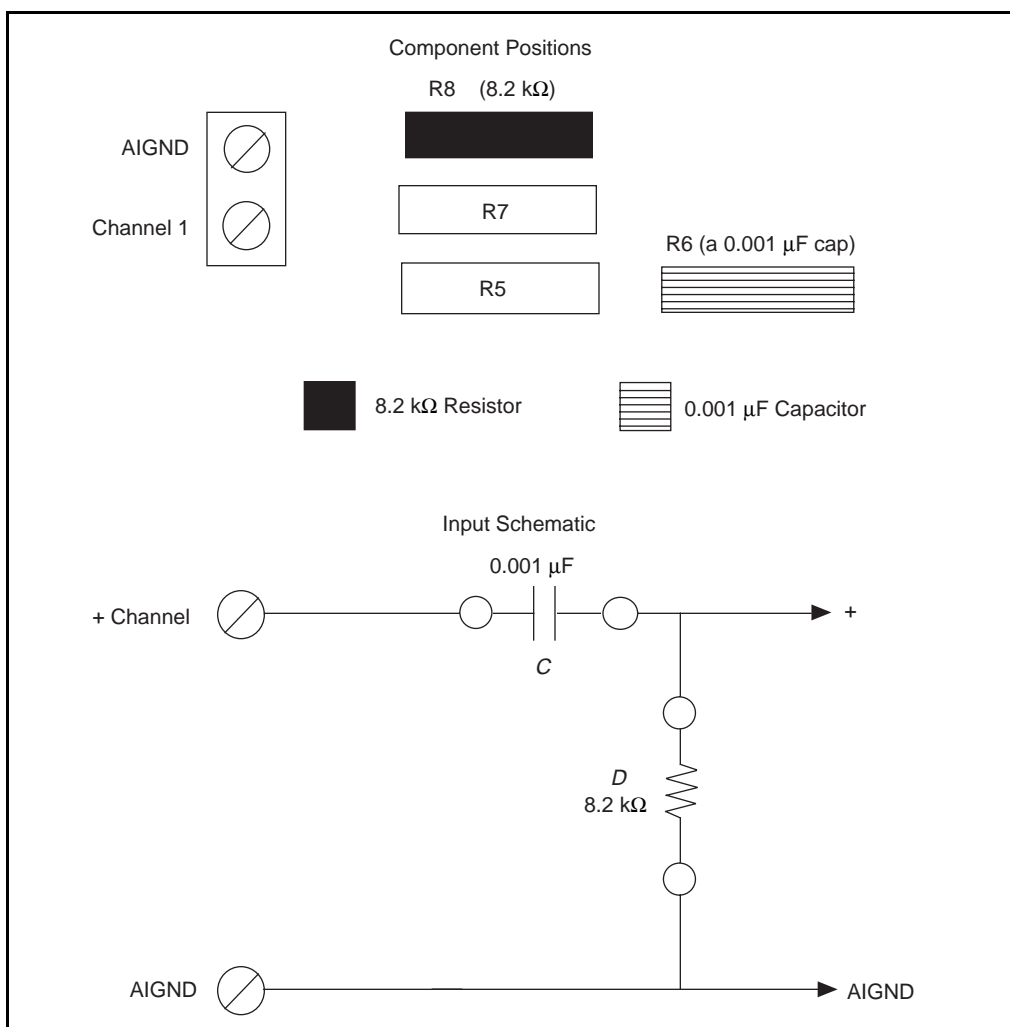 Component Positions
R8 (8.2 kΩ)
AIGND
R7
Channel 1
R6 (a 0.001 μF cap)
R5
8.2 kΩ Resistor
0.001 μF Capacitor
Input Schematic
0.001 μF
+ Channel
+
C
D
8.2 kΩ
AIGND
AIGND